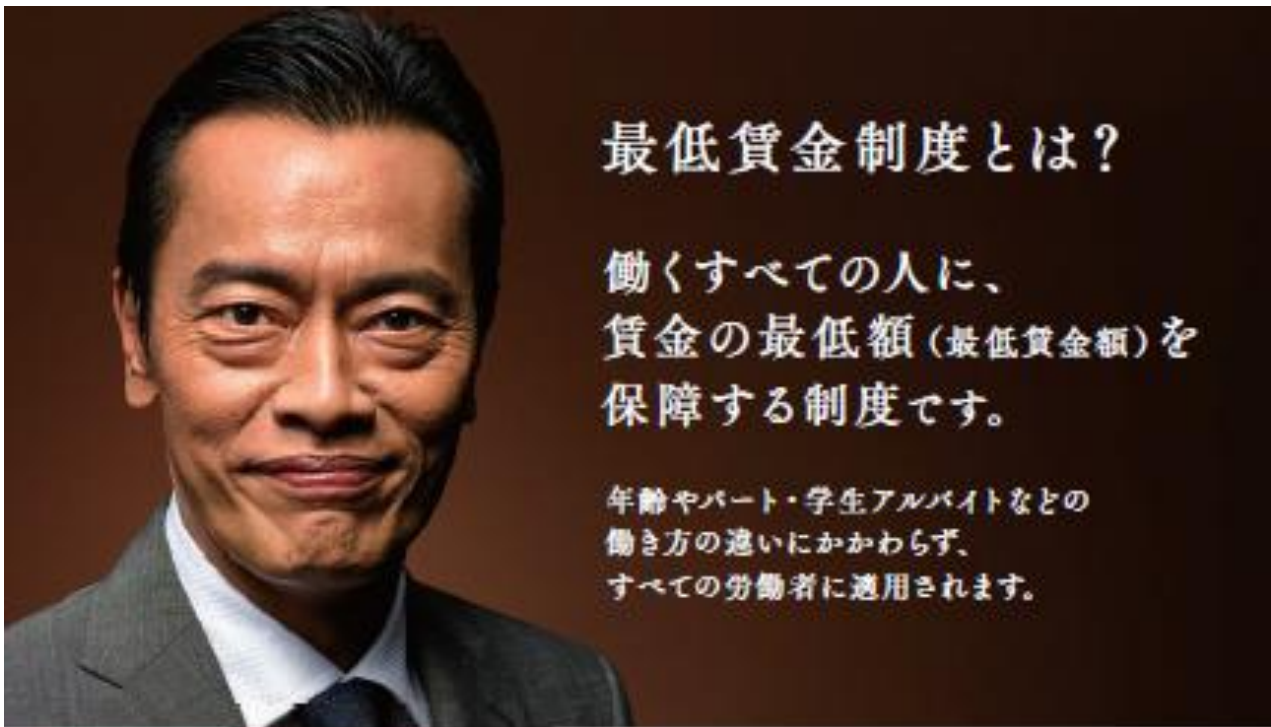 最低賃金制度とは？
働くすべての人に、
賃金の最低額（最低賃金額）を
保障する制度です。
年齢やパート・学生アルバイトなどの
働き方の違いにかかわらず、
すべての労働者に適用されます。